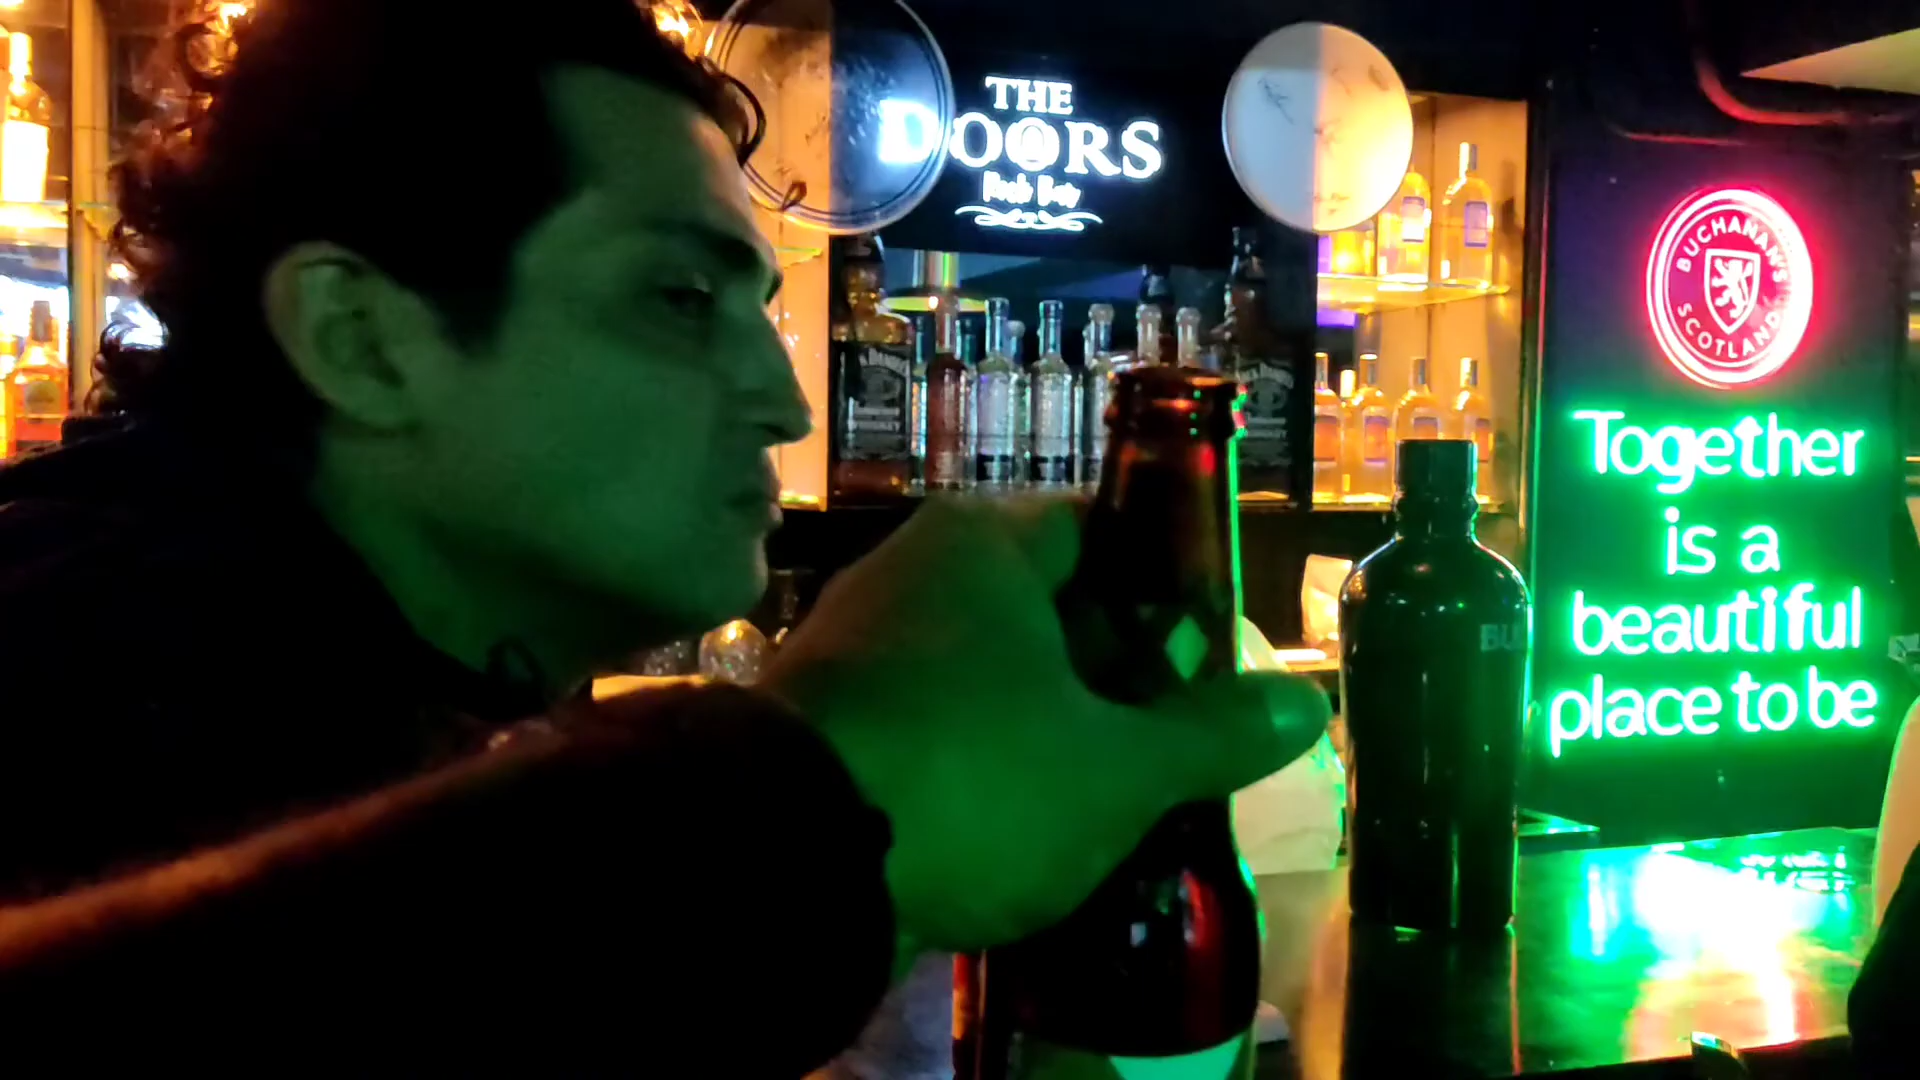 THE
DOORS
Rock Bar
BUCHANAN'S
SCOTLAND
Together
is a
beautiful
place to be